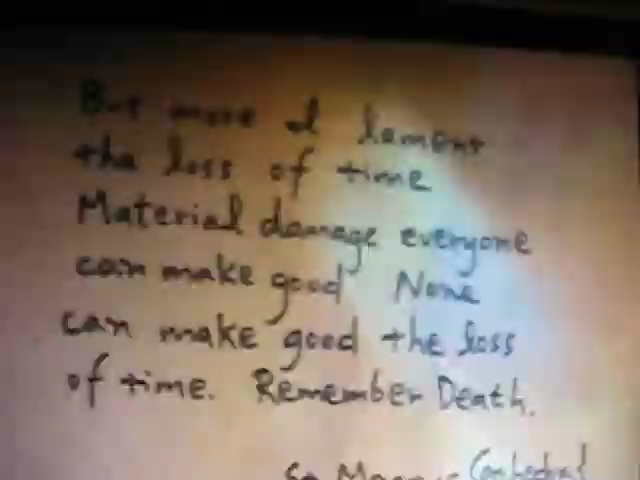 But more I lament
the loss of time
Material damage everyone
can make good None
can make good the loss
of time. Remember Death.